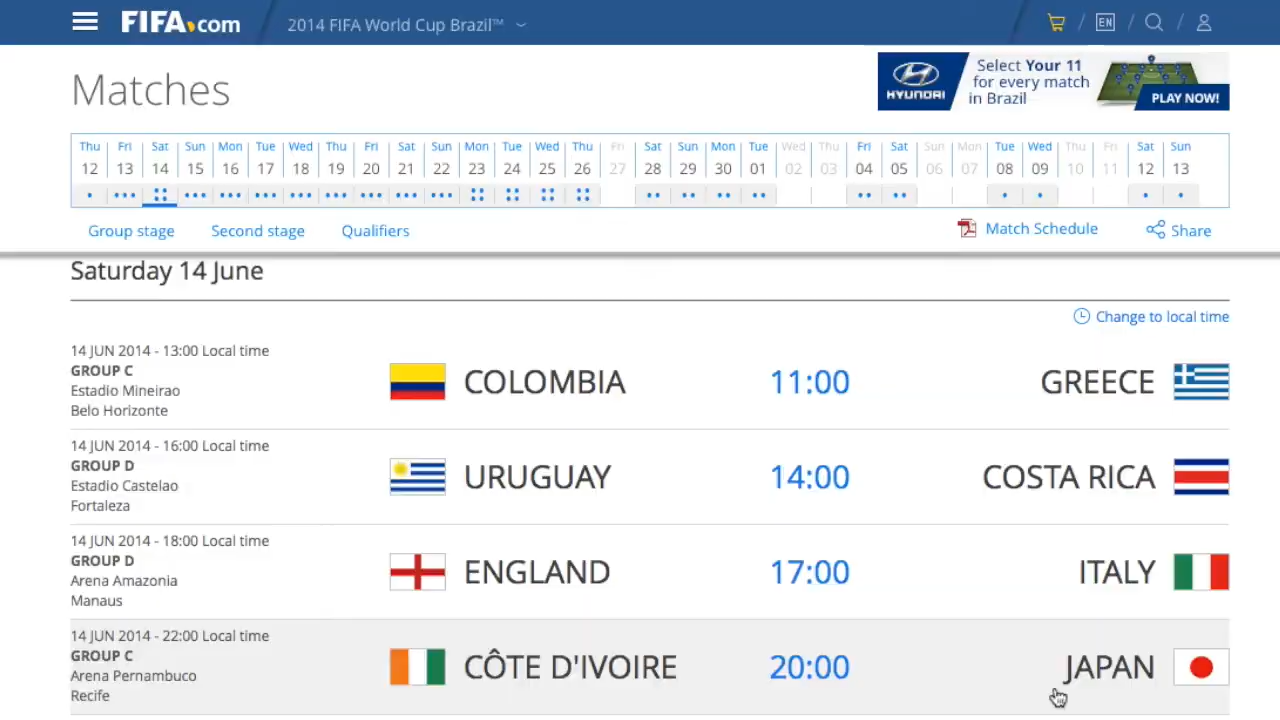 FIFA.com
2014 FIFA World Cup Brazil™
EN
Matches
HYUNDAI
Select Your 11
for every match
in Brazil
PLAY NOW!
Thu Fri Sat Sun Mon Tue Wed Thu Fri Sat Sun Mon Tue Wed Thu Fri Sat Sun Mon Tue Wed Thu Fri Sat Sun Mon Tue Wed Thu Fri Sat Sun
12 13 14 15 16 17 18 19 20 21 22 23 24 25 26 27 28 29 30 01 02 03 04 05 06 07 08 09 10 11 12 13
Group stage Second stage Qualifiers Match Schedule Share
Saturday 14 June
Change to local time
14 JUN 2014 - 13:00 Local time
GROUP C
Estadio Mineirao
Belo Horizonte
COLOMBIA 11:00 GREECE
14 JUN 2014 - 16:00 Local time
GROUP D
Estadio Castelao
Fortaleza
URUGUAY 14:00 COSTA RICA
14 JUN 2014 - 18:00 Local time
GROUP D
Arena Amazonia
Manaus
ENGLAND 17:00 ITALY
14 JUN 2014 - 22:00 Local time
GROUP C
Arena Pernambuco
Recife
CÔTE D'IVOIRE 20:00 JAPAN